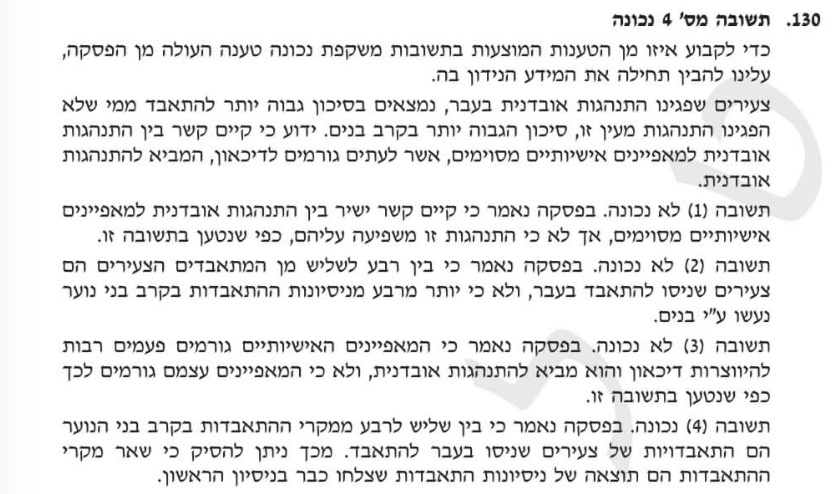 130. תשובה מס' 4 נכונה
כדי לקבוע איזו מן הטענות המוצעות בתשובות משקפת נכונה טענה העולה מן הפסקה,
עלינו להבין תחילה את המידע הנידון בה.
צעירים שפגינו התנהגות אובדנית בעבר, נמצאים בסיכון גבוה יותר להתאבד ממי שלא
הפגינו התנהגות מעין זו, סיכון הגבוה יותר בקרב בנים. ידוע כי קיים קשר בין התנהגות
אובדנית למאפיינים אישיותיים מסוימים, אשר לעתים גורמים לדיכאון, המביא להתנהגות
אובדנית.
תשובה (1) לא נכונה. בפסקה נאמר כי קיים קשר ישיר בין התנהגות אובדנית למאפיינים
אישיותיים מסוימים, אך לא כי התנהגות זו משפיעה עליהם, כפי שנטען בתשובה זו.
תשובה (2) לא נכונה. בפסקה נאמר כי בין רבע לשליש מן המתאבדים הצעירים הם
צעירים שניסו להתאבד בעבר, ולא כי יותר מרבע מניסיונות ההתאבדות בקרב בני נוער
נעשו ע"י בנים.
תשובה (3) לא נכונה. בפסקה נאמר כי המאפיינים האישיותיים גורמים פעמים רבות
להיווצרות דיכאון והוא מביא להתנהגות אובדנית, ולא כי המאפיינים עצמם גורמים לכך
כפי שנטען בתשובה זו.
תשובה (4) נכונה. בפסקה נאמר כי בין שליש לרבע ממקרי ההתאבדות בקרב בני הנוער
הם התאבדויות של צעירים שניסו בעבר להתאבד. מכך ניתן להסיק כי שאר מקרי
ההתאבדות הם תוצאה של ניסיונות התאבדות שצלחו כבר בניסיון הראשון.